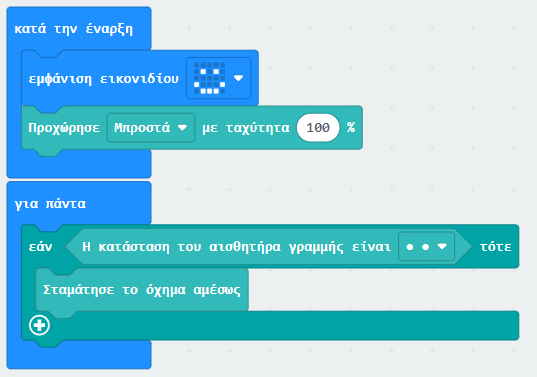 κατά την έναρξη
εμφάνιση εικονιδίου
Προχώρησε Μπροστά με ταχύτητα 100 %
για πάντα
εάν Η κατάσταση του αισθητήρα γραμμής είναι ● ● τότε
Σταμάτησε το όχημα αμέσως